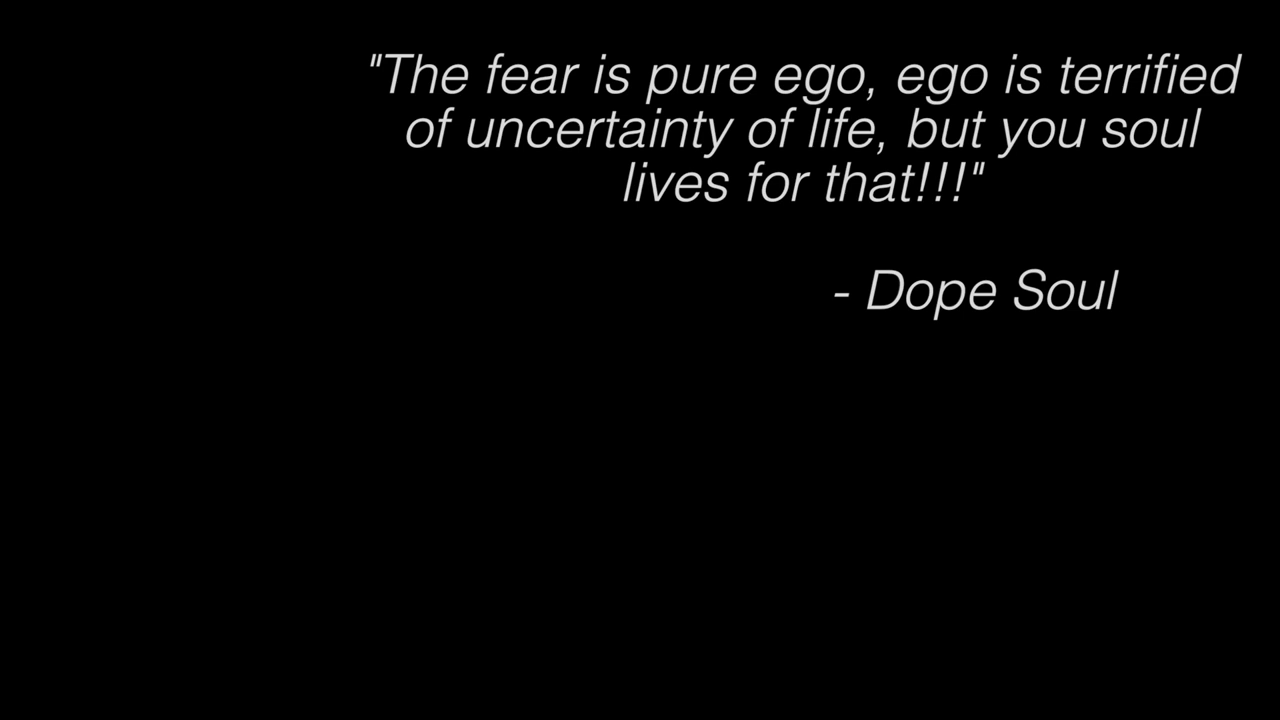 "The fear is pure ego, ego is terrified
of uncertainty of life, but you soul
lives for that!!!"
- Dope Soul